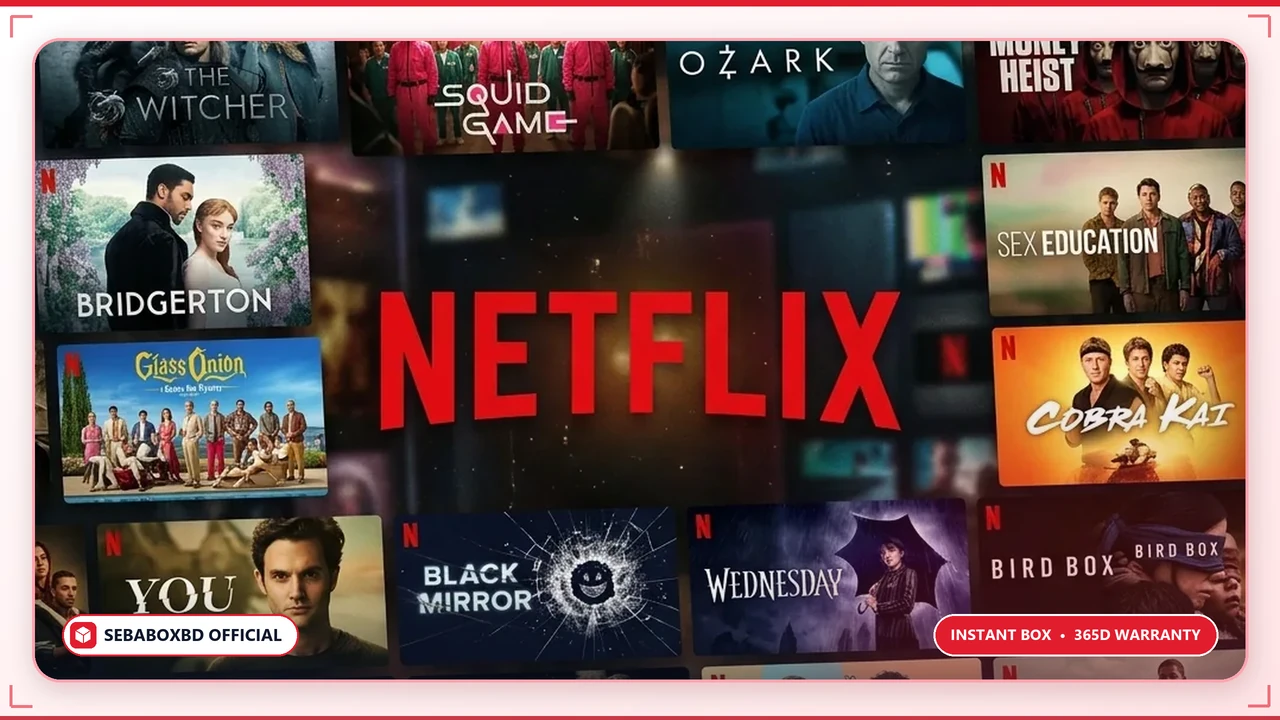 THE
WITCHER
SQUID
GAME
OZARK
MONEY
HEIST
N
BRIDGERTON
N
SEX EDUCATION
NETFLIX
N
Glass Onion
N
COBRA KAI
N
YOU
N
BLACK
MIRROR
N
WEDNESDAY
N
BIRD BOX
BIRD BOX
SEBABOXBD OFFICIAL
INSTANT BOX • 365D WARRANTY